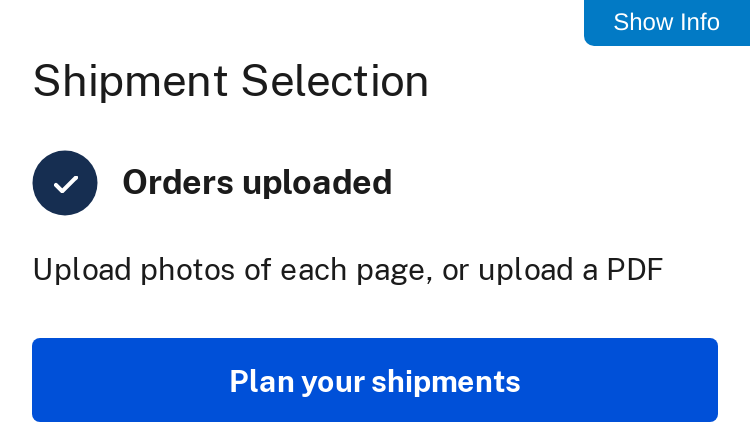 Show Info
Shipment Selection
Orders uploaded
Upload photos of each page, or upload a PDF
Plan your shipments